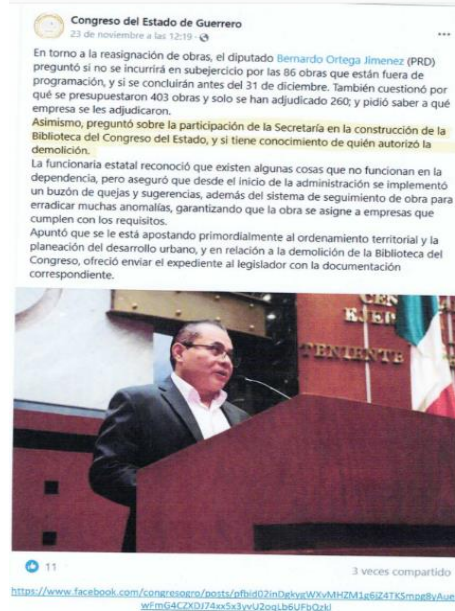 Congreso del Estado de Guerrero
23 de noviembre a las 12:19 ·
En torno a la reasignación de obras, el diputado Bernardo Ortega Jimenez (PRD)
preguntó si no se incurrirá en subejercicio por las 86 obras que están fuera de
programación, y si se concluirán antes del 31 de diciembre. También cuestionó por
qué se presupuestaron 403 obras y solo se han adjudicado 260; y pidió saber a qué
empresa se les adjudicaron.
Asimismo, preguntó sobre la participación de la Secretaría en la construcción de la
Biblioteca del Congreso del Estado, y si tiene conocimiento de quién autorizó la
demolición.
La funcionaria estatal reconoció que existen algunas cosas que no funcionan en la
dependencia, pero aseguró que desde el inicio de la administración se implementó
un buzón de quejas y sugerencias, además del sistema de seguimiento de obra para
erradicar muchas anomalías, garantizando que la obra se asigne a empresas que
cumplen con los requisitos.
Apuntó que se le está apostando primordialmente al ordenamiento territorial y la
planeación del desarrollo urbano, y en relación a la demolición de la Biblioteca del
Congreso, ofreció enviar el expediente al legislador con la documentación
correspondiente.
CEN
EJER
TENIENTE
11
3 veces compartido